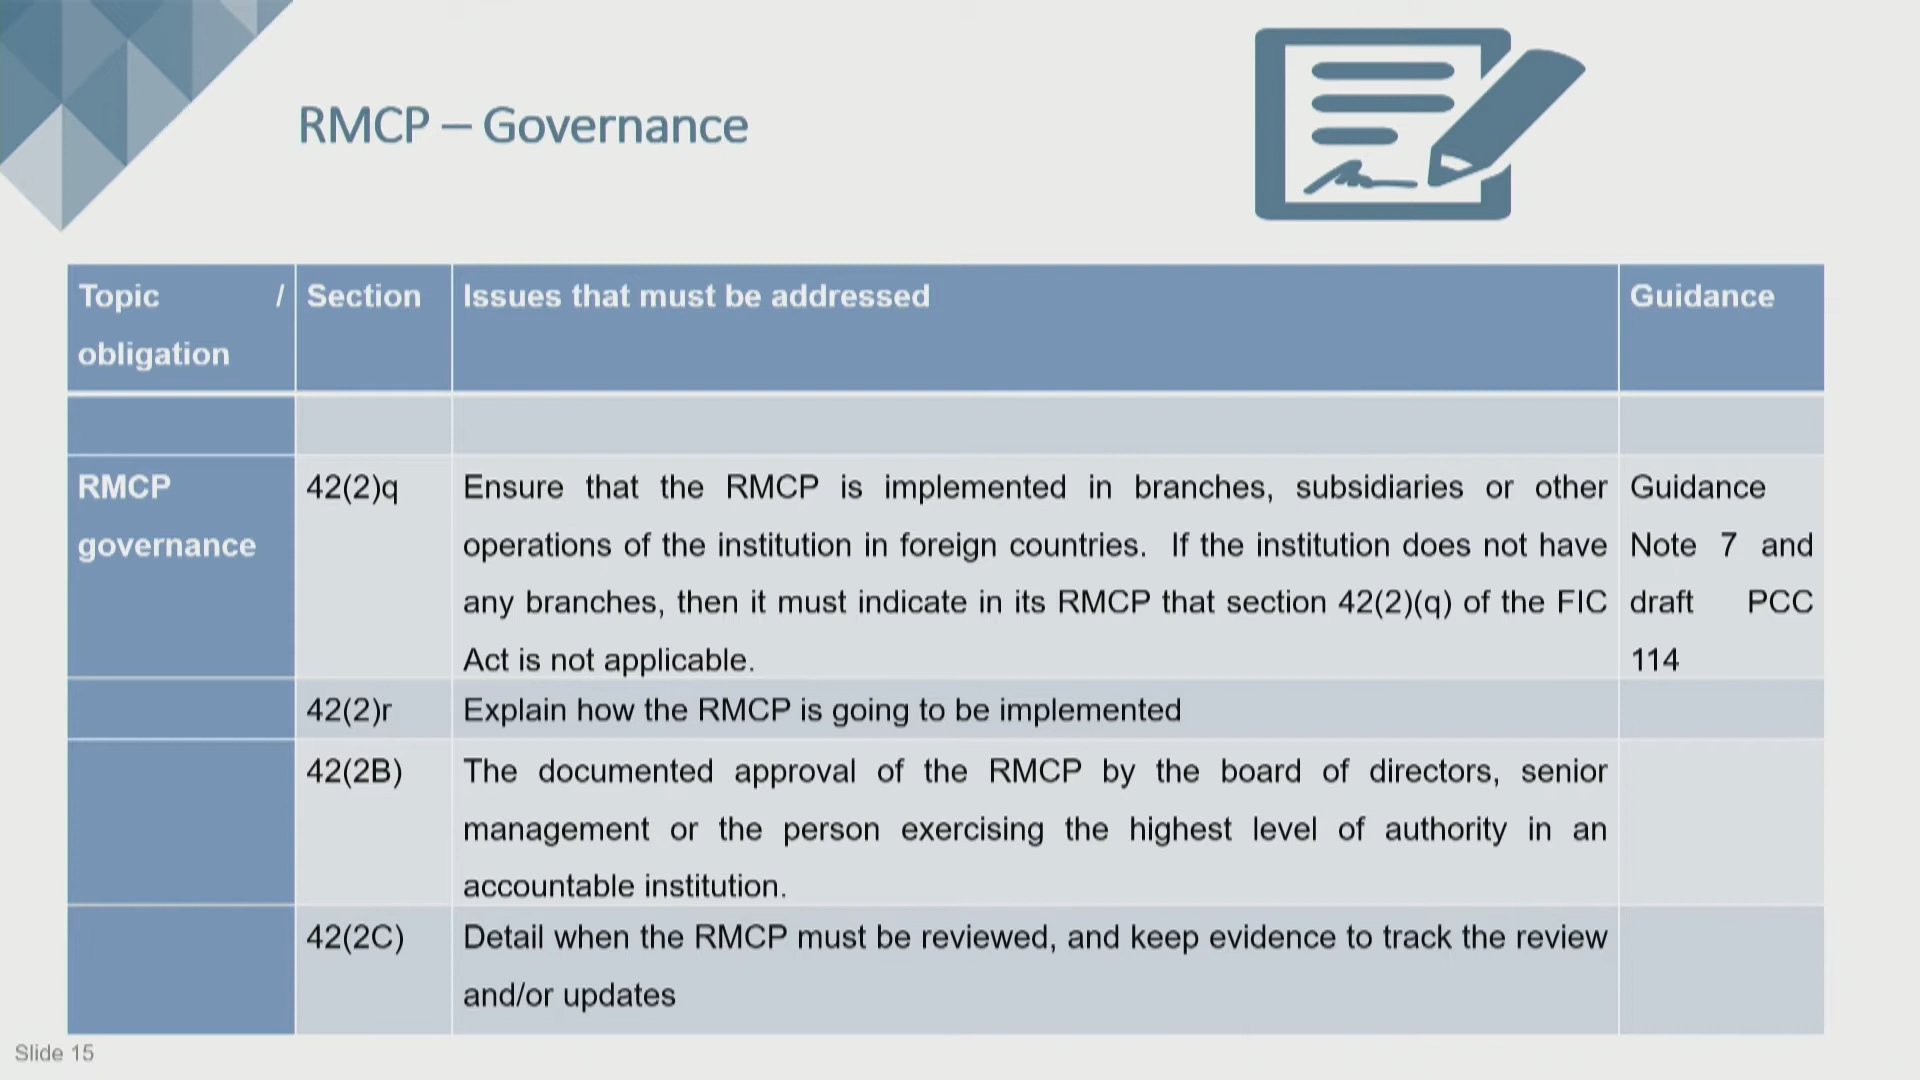 RMCP – Governance
Topic / Section Issues that must be addressed Guidance
obligation
RMCP 42(2)q Ensure that the RMCP is implemented in branches, subsidiaries or other Guidance
governance operations of the institution in foreign countries. If the institution does not have Note 7 and
any branches, then it must indicate in its RMCP that section 42(2)(q) of the FIC draft PCC
Act is not applicable. 114
42(2)r Explain how the RMCP is going to be implemented
42(2B) The documented approval of the RMCP by the board of directors, senior
management or the person exercising the highest level of authority in an
accountable institution.
42(2C) Detail when the RMCP must be reviewed, and keep evidence to track the review
and/or updates
Slide 15